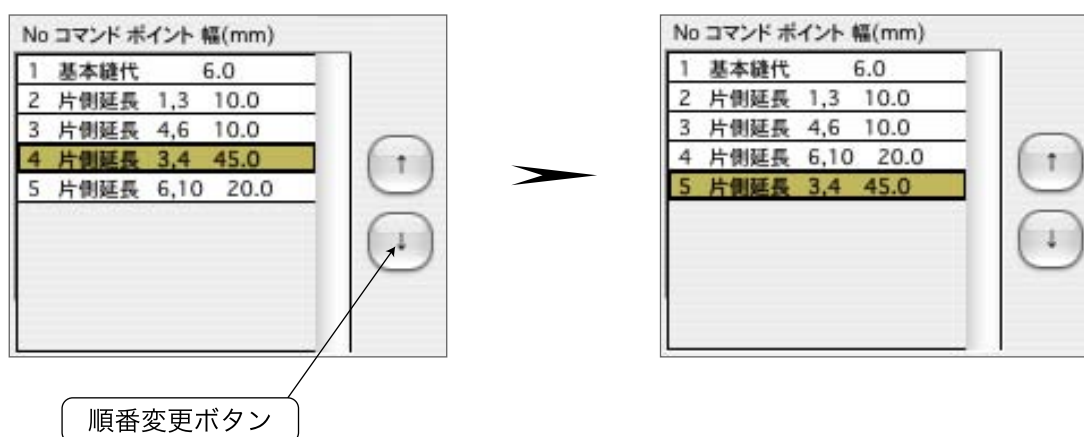 No コマンド ポイント 幅(mm)
1 基本縫代 6.0
2 片側延長 1,3 10.0
3 片側延長 4,6 10.0
4 片側延長 3,4 45.0
5 片側延長 6,10 20.0
↑
↓
順番変更ボタン
No コマンド ポイント 幅(mm)
1 基本縫代 6.0
2 片側延長 1,3 10.0
3 片側延長 4,6 10.0
4 片側延長 6,10 20.0
5 片側延長 3,4 45.0
↑
↓